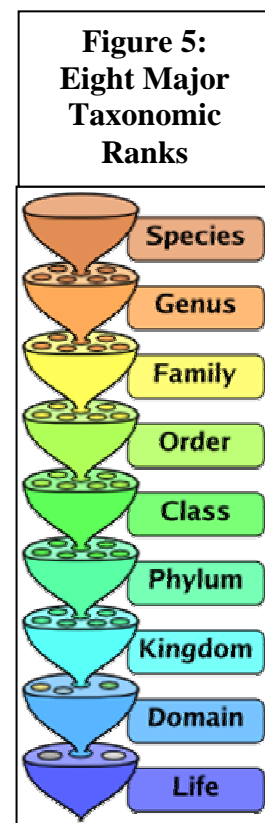 Figure 5:
Eight Major
Taxonomic
Ranks
Species
Genus
Family
Order
Class
Phylum
Kingdom
Domain
Life